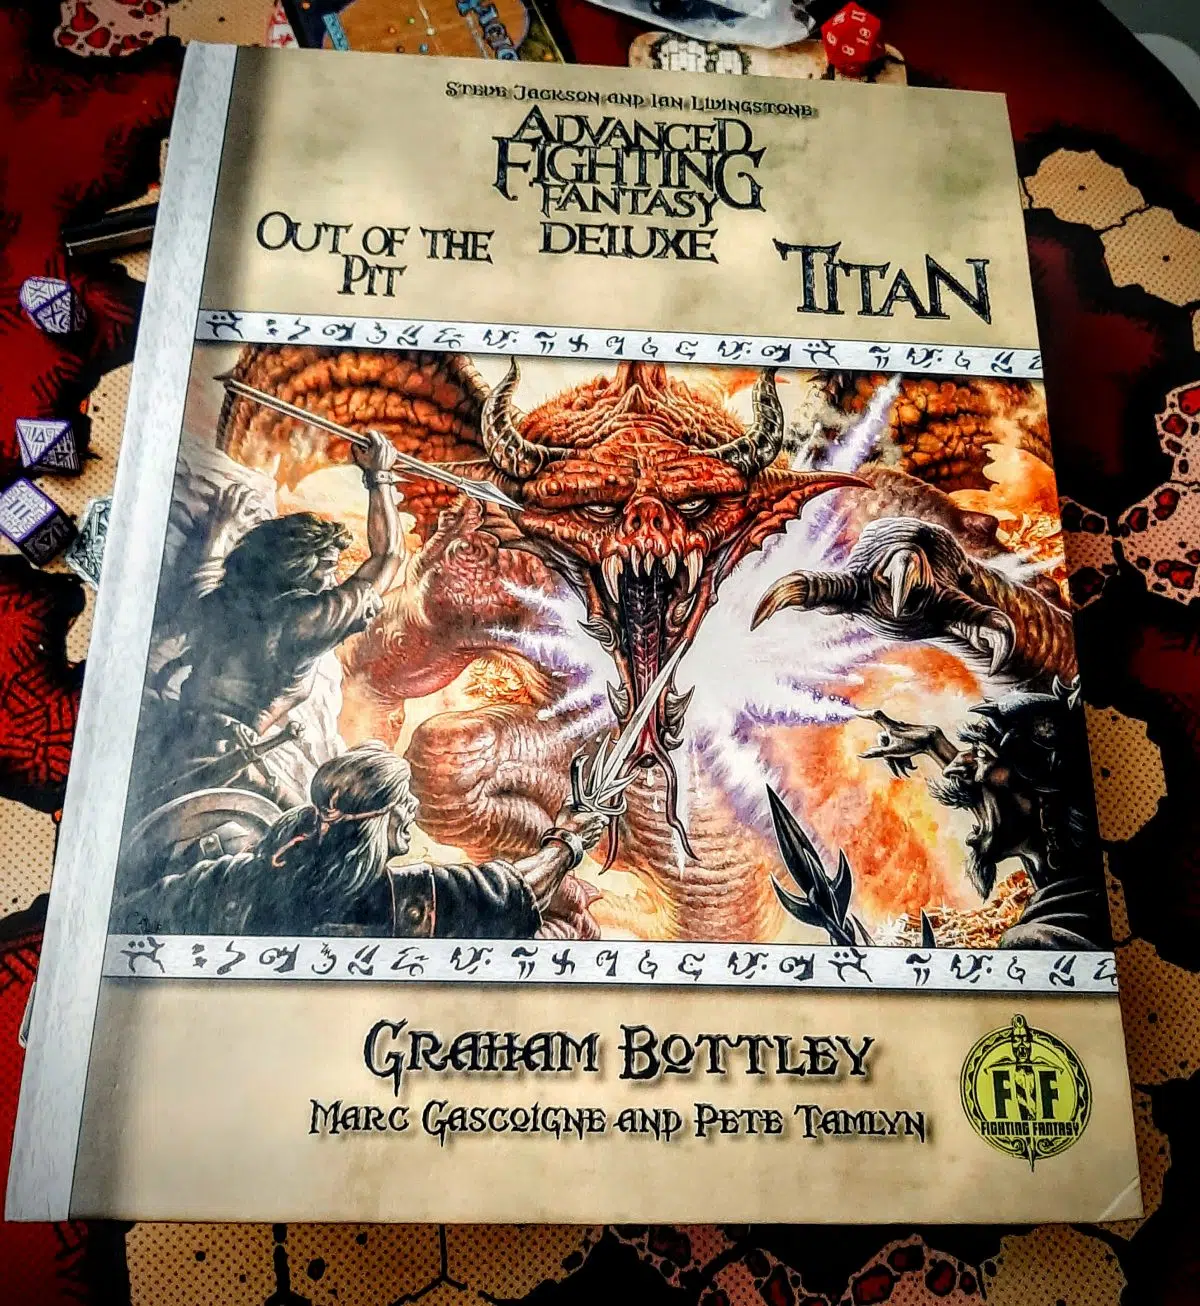 STEVE JACKSON AND IAN LIVINGSTONE
ADVANCED
FIGHTING
FANTASY
DELUXE
OUT OF THE
PIT
TITAN
GRAHAM BOTTLEY
MARC GASCOIGNE AND PETE TAMLYN
FF
FIGHTING FANTASY